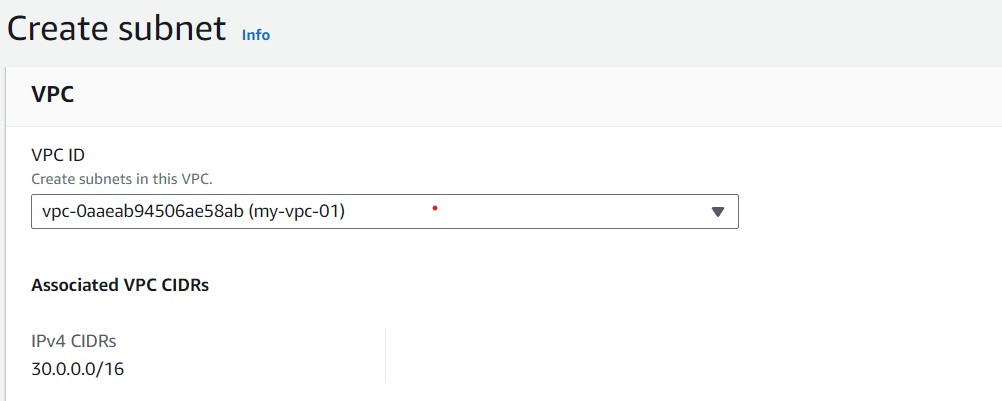 Create subnet Info
VPC
VPC ID
Create subnets in this VPC.
vpc-0aaeab94506ae58ab (my-vpc-01)
Associated VPC CIDRs
IPv4 CIDRs
30.0.0.0/16